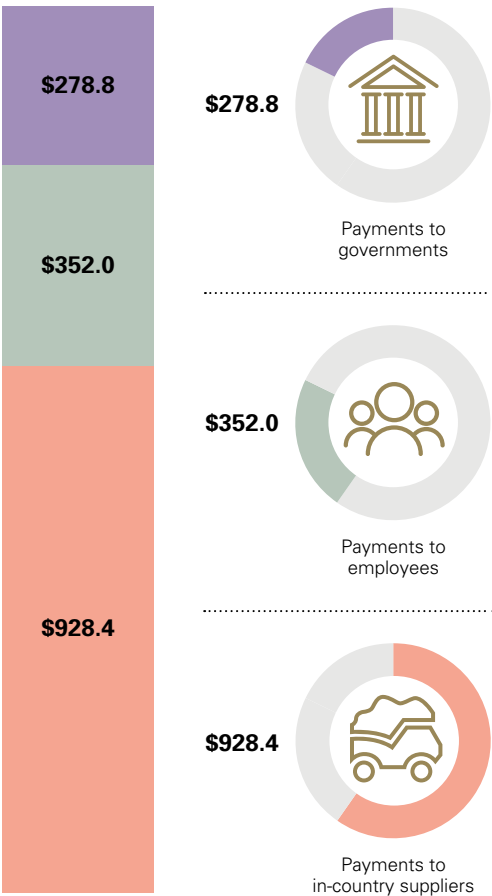 $278.8
$352.0
$928.4
$278.8
Payments to
governments
$352.0
Payments to
employees
$928.4
Payments to
in-country suppliers